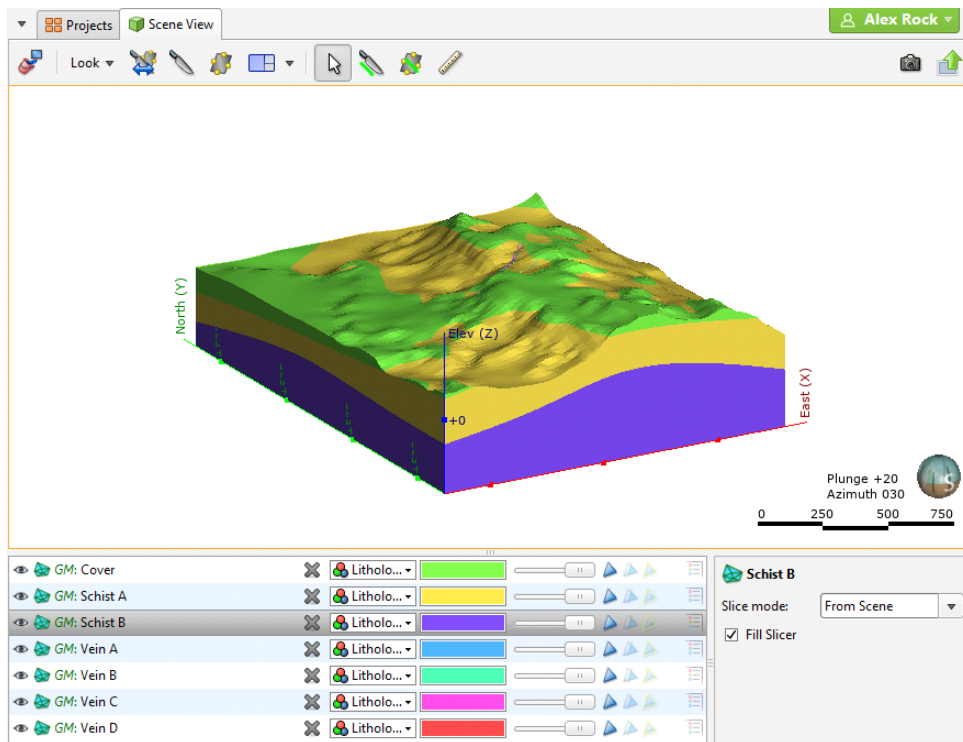 Projects
Scene View
Alex Rock
Look
North (Y)
Elev (Z)
+0
East (X)
Plunge +20
Azimuth 030
S
0 250 500 750
GM: Cover Litholo...
GM: Schist A Litholo...
GM: Schist B Litholo...
GM: Vein A Litholo...
GM: Vein B Litholo...
GM: Vein C Litholo...
GM: Vein D Litholo...
Schist B
Slice mode: From Scene
Fill Slicer